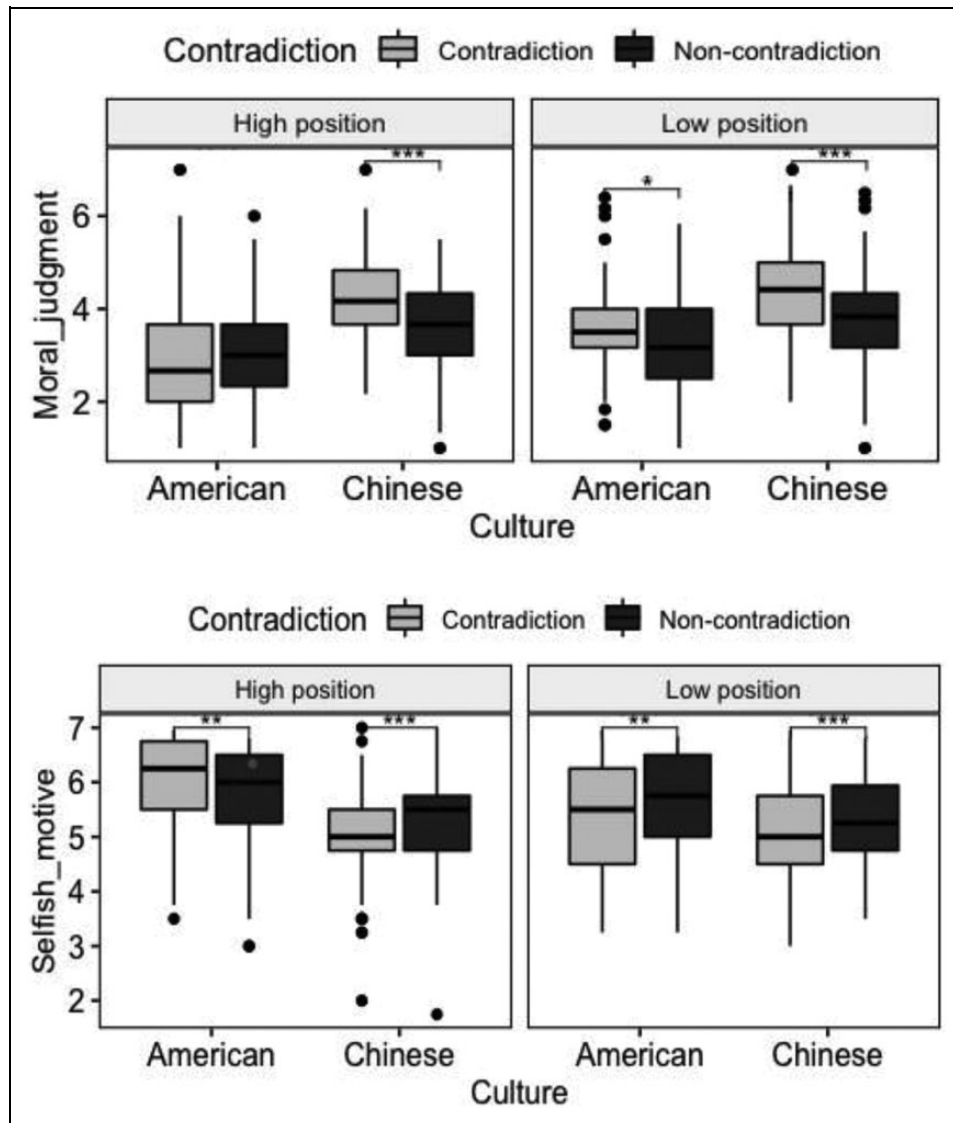 Contradiction Contradiction Non-contradiction
High position Low position
*** * ***
Moral_judgment
6
4
2
American Chinese American Chinese
Culture
Contradiction Contradiction Non-contradiction
High position Low position
** *** ** ***
Selfish_motive
7
6
5
4
3
2
American Chinese American Chinese
Culture